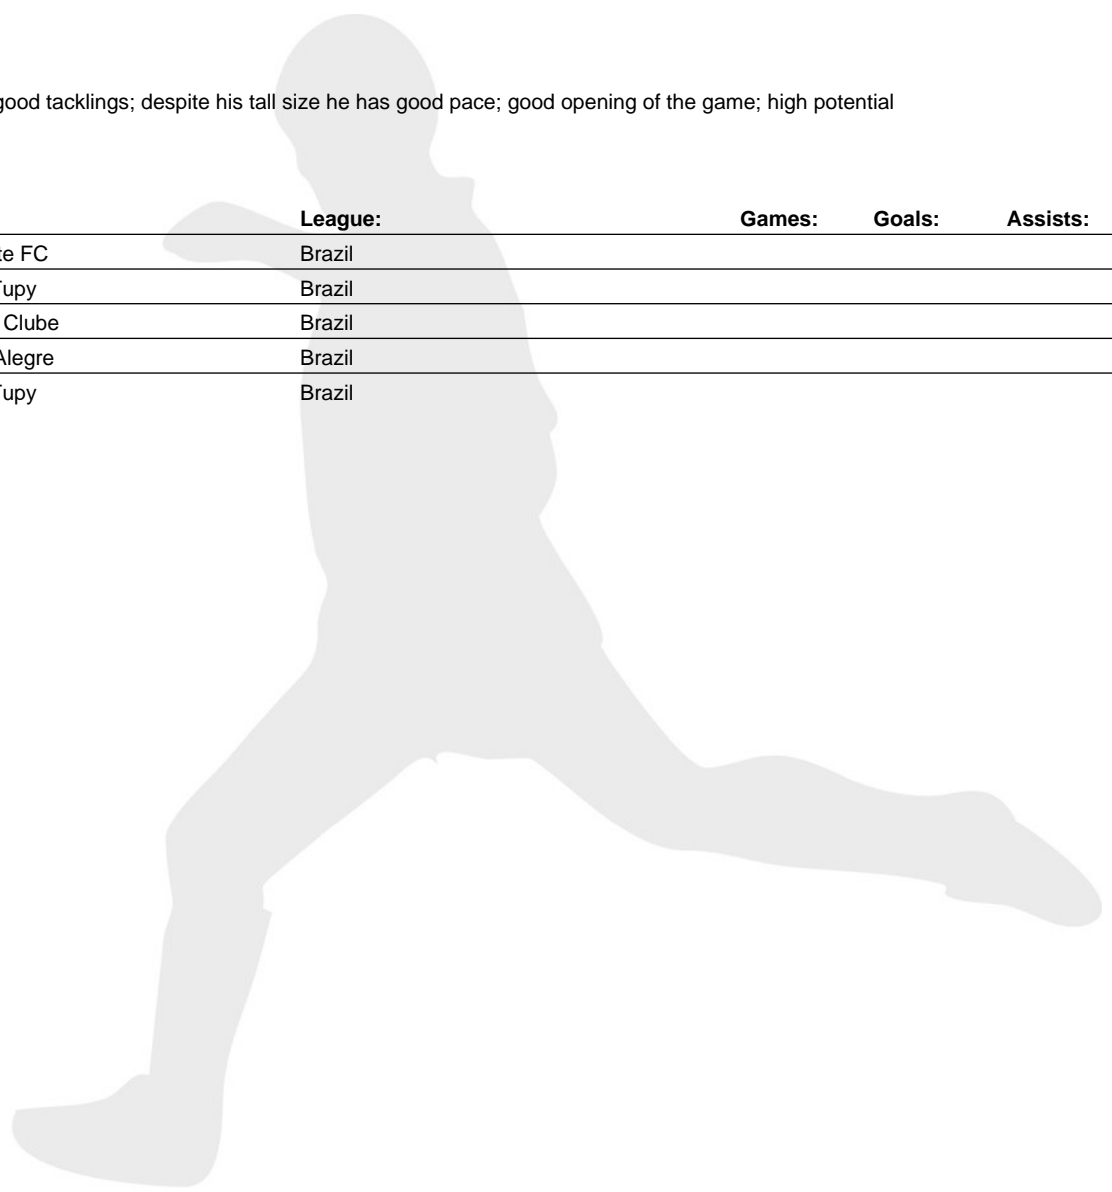 good tacklings; despite his tall size he has good pace; good opening of the game; high potential
League: Games: Goals: Assists:
te FC Brazil
Tupy Brazil
Clube Brazil
Alegre Brazil
Tupy Brazil